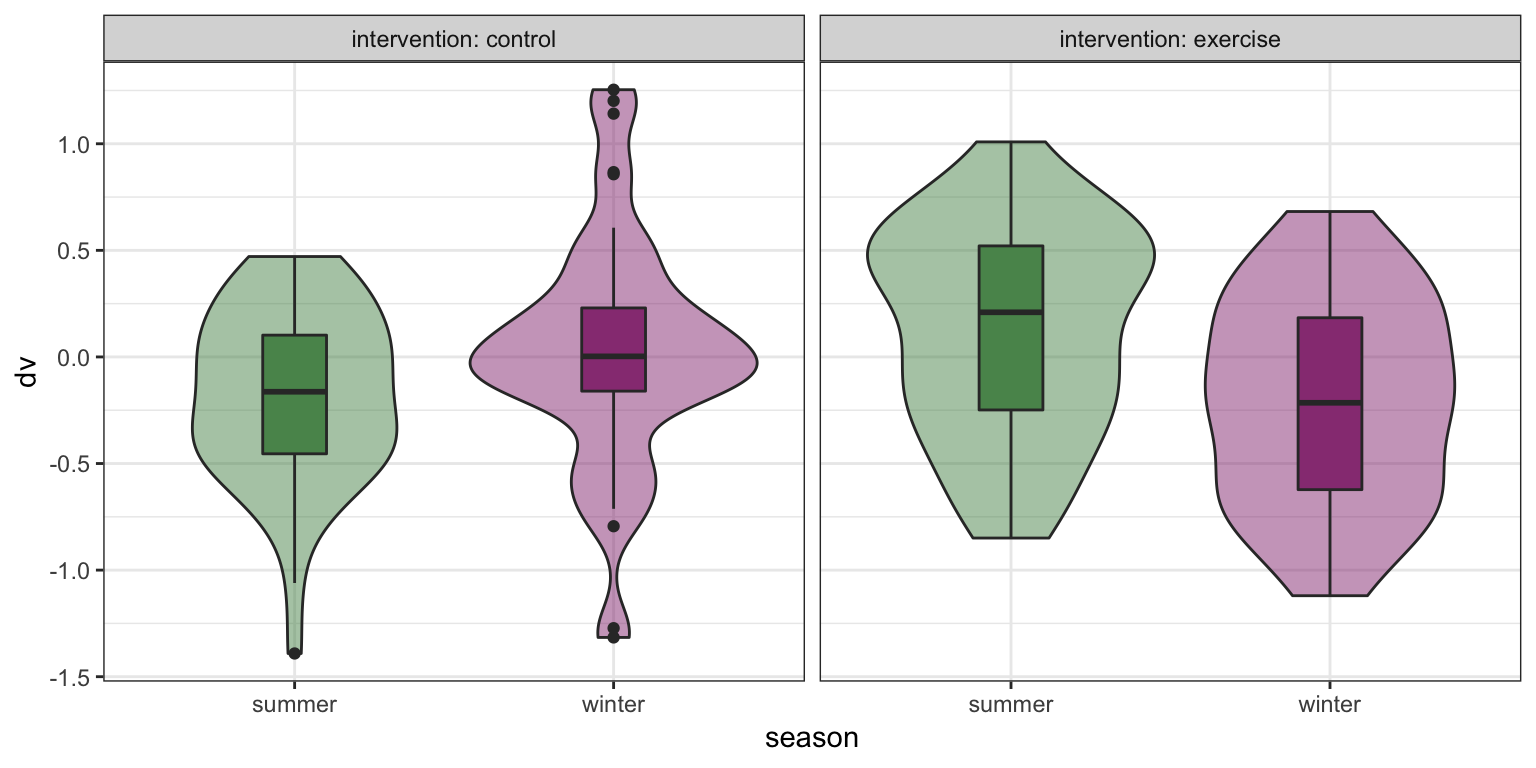 intervention: control
intervention: exercise
dv
1.0
0.5
0.0
-0.5
-1.0
-1.5
summer
winter
summer
winter
season